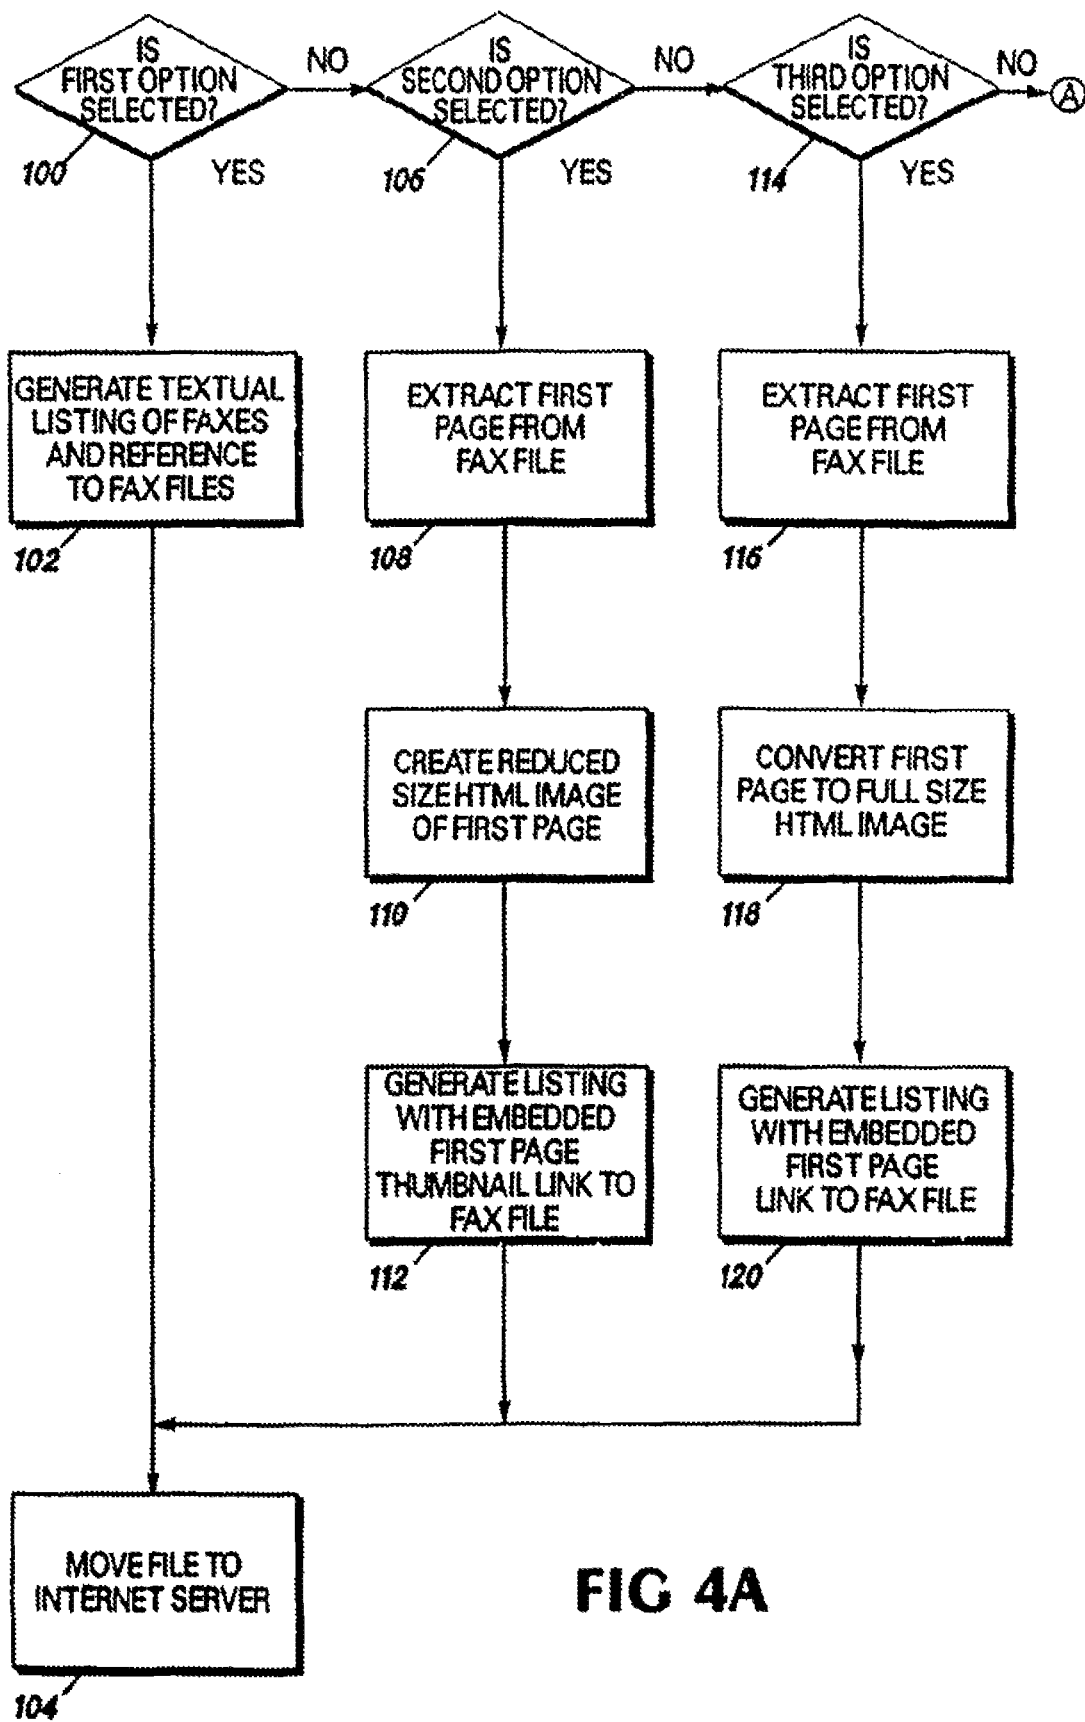 IS
FIRST OPTION
SELECTED?
NO
IS
SECOND OPTION
SELECTED?
NO
IS
THIRD OPTION
SELECTED?
NO
A
100
YES
106
YES
114
YES
GENERATE TEXTUAL
LISTING OF FAXES
AND REFERENCE
TO FAX FILES
102
EXTRACT FIRST
PAGE FROM
FAX FILE
108
EXTRACT FIRST
PAGE FROM
FAX FILE
116
CREATE REDUCED
SIZE HTML IMAGE
OF FIRST PAGE
110
CONVERT FIRST
PAGE TO FULL SIZE
HTML IMAGE
118
GENERATE LISTING
WITH EMBEDDED
FIRST PAGE
THUMBNAIL LINK TO
FAX FILE
112
GENERATE LISTING
WITH EMBEDDED
FIRST PAGE
LINK TO FAX FILE
120
MOVE FILE TO
INTERNET SERVER
104
FIG 4A